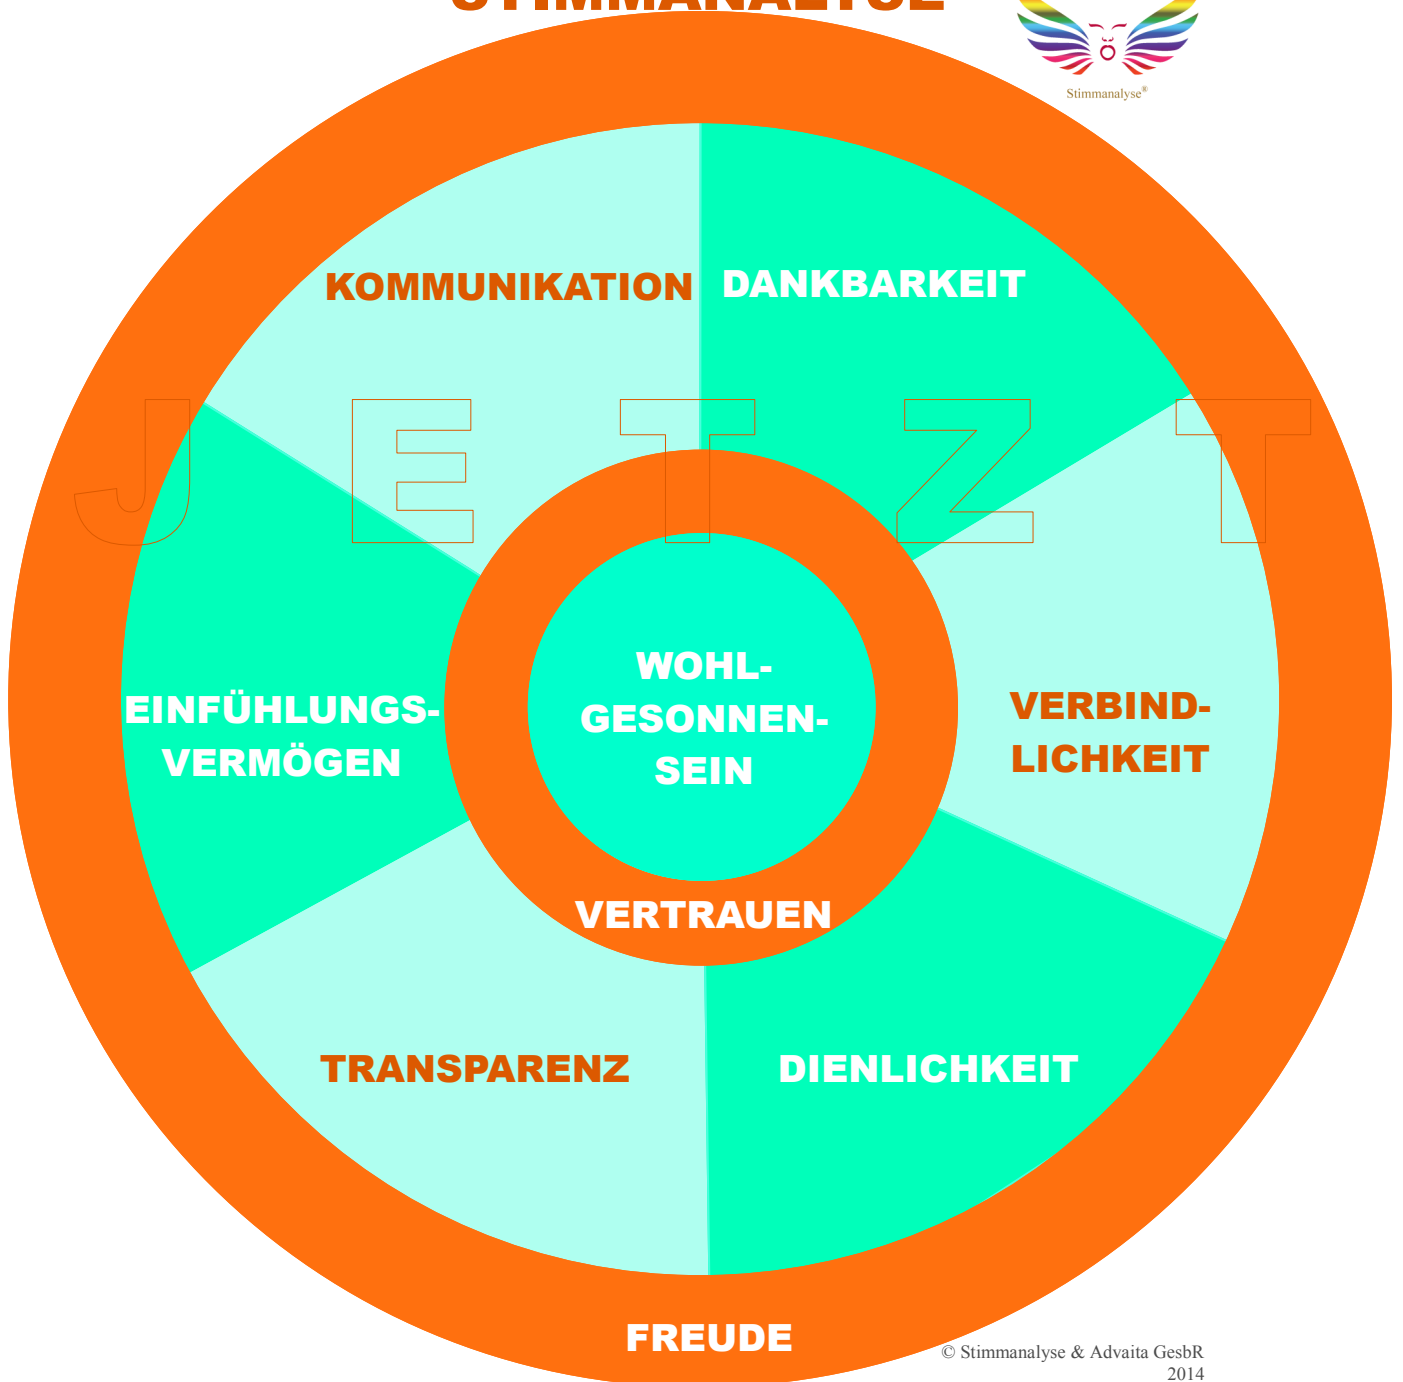 STIMMANALYSE
Stimmanalyse®
KOMMUNIKATION
DANKBARKEIT
J E T Z T
EINFÜHLUNGS-
VERMÖGEN
WOHL-
GESONNEN-
SEIN
VERBIND-
LICHKEIT
VERTRAUEN
TRANSPARENZ
DIENLICHKEIT
FREUDE
© Stimmanalyse & Advaita GesbR
2014